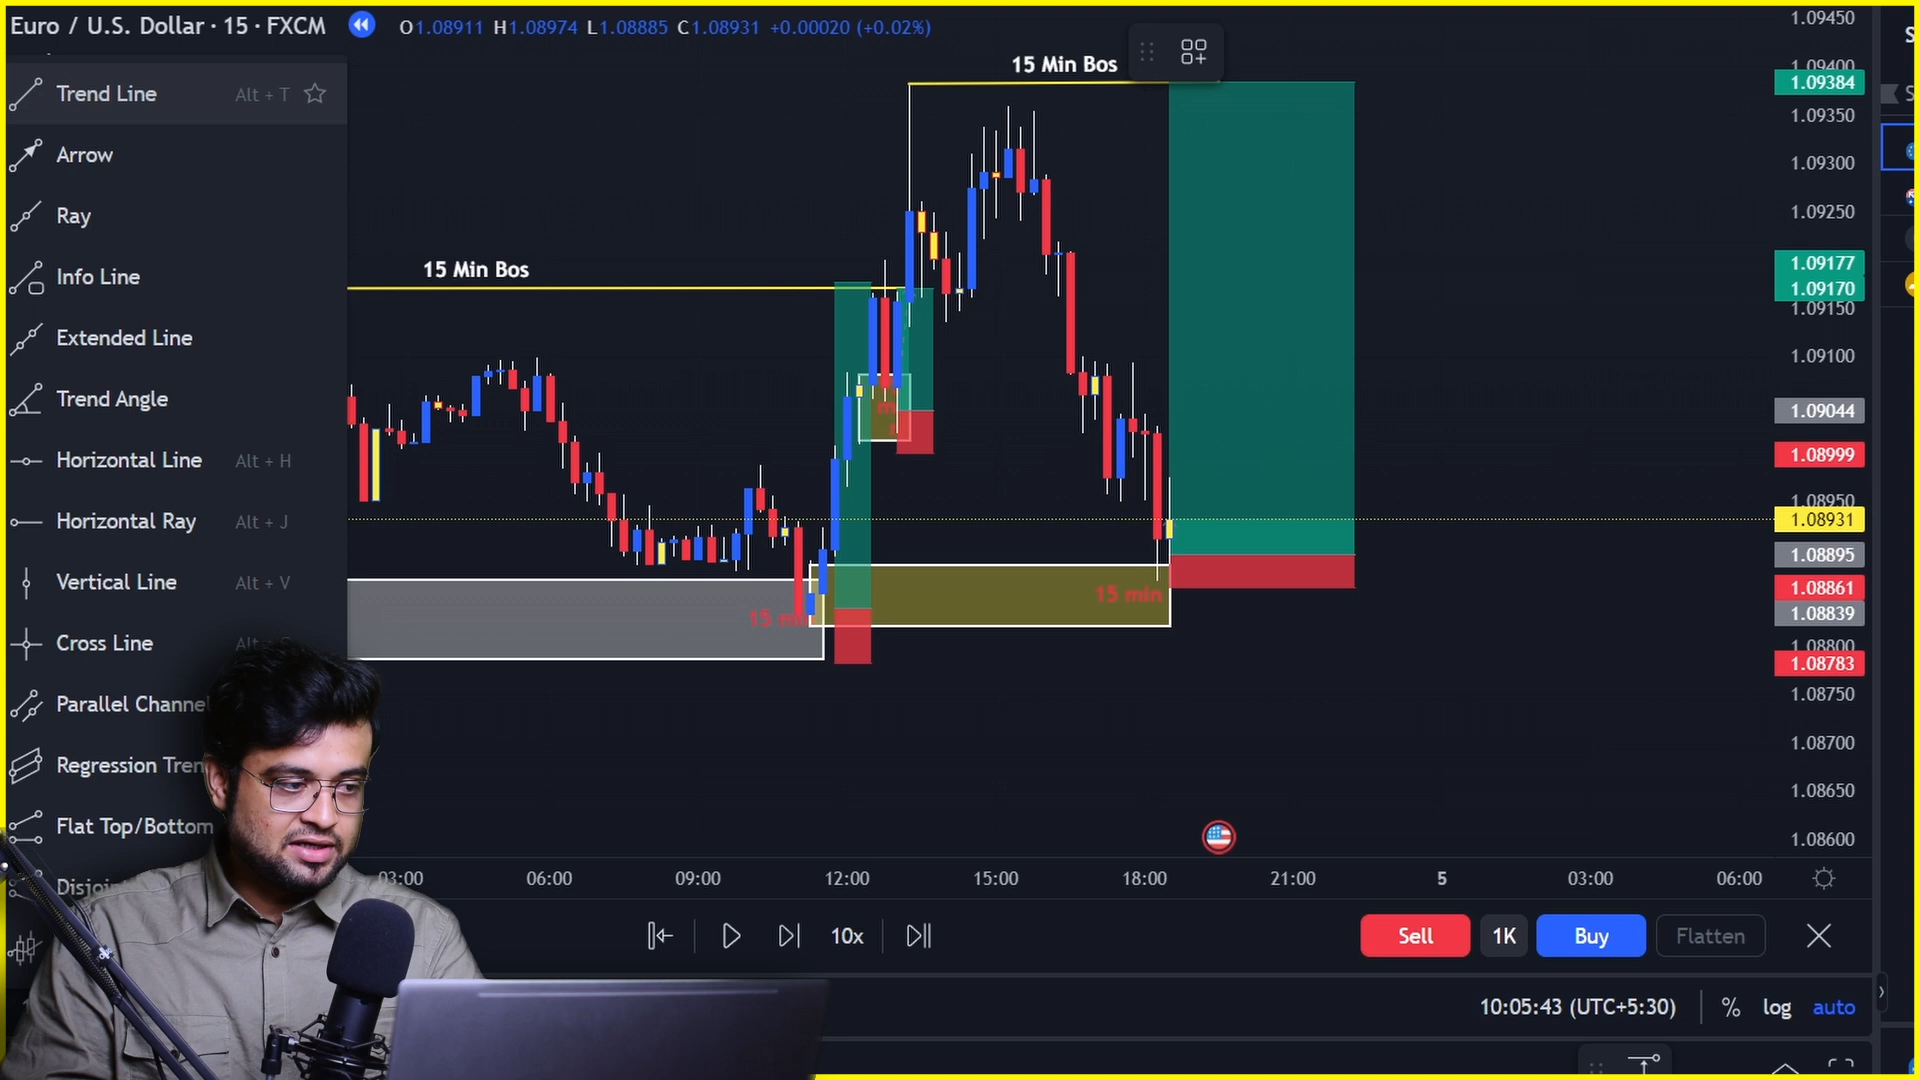 Euro / U.S. Dollar · 15 · FXCM
O1.08911 H1.08974 L1.08885 C1.08931 +0.00020 (+0.02%)
Trend Line Alt + T
Arrow
Ray
Info Line
Extended Line
Trend Angle
Horizontal Line Alt + H
Horizontal Ray Alt + J
Vertical Line Alt + V
Cross Line
Parallel Channel
Regression Tren
Flat Top/Bottom
Disjoi
15 Min Bos
15 Min Bos
15 min
15 m
1.09450
1.09400
1.09384
1.09350
1.09300
1.09250
1.09200
1.09177
1.09170
1.09150
1.09100
1.09044
1.08999
1.08950
1.08931
1.08895
1.08861
1.08839
1.08800
1.08783
1.08750
1.08700
1.08650
1.08600
03:00 06:00 09:00 12:00 15:00 18:00 21:00 5 03:00 06:00
10x
Sell 1K Buy Flatten
10:05:43 (UTC+5:30) % log auto